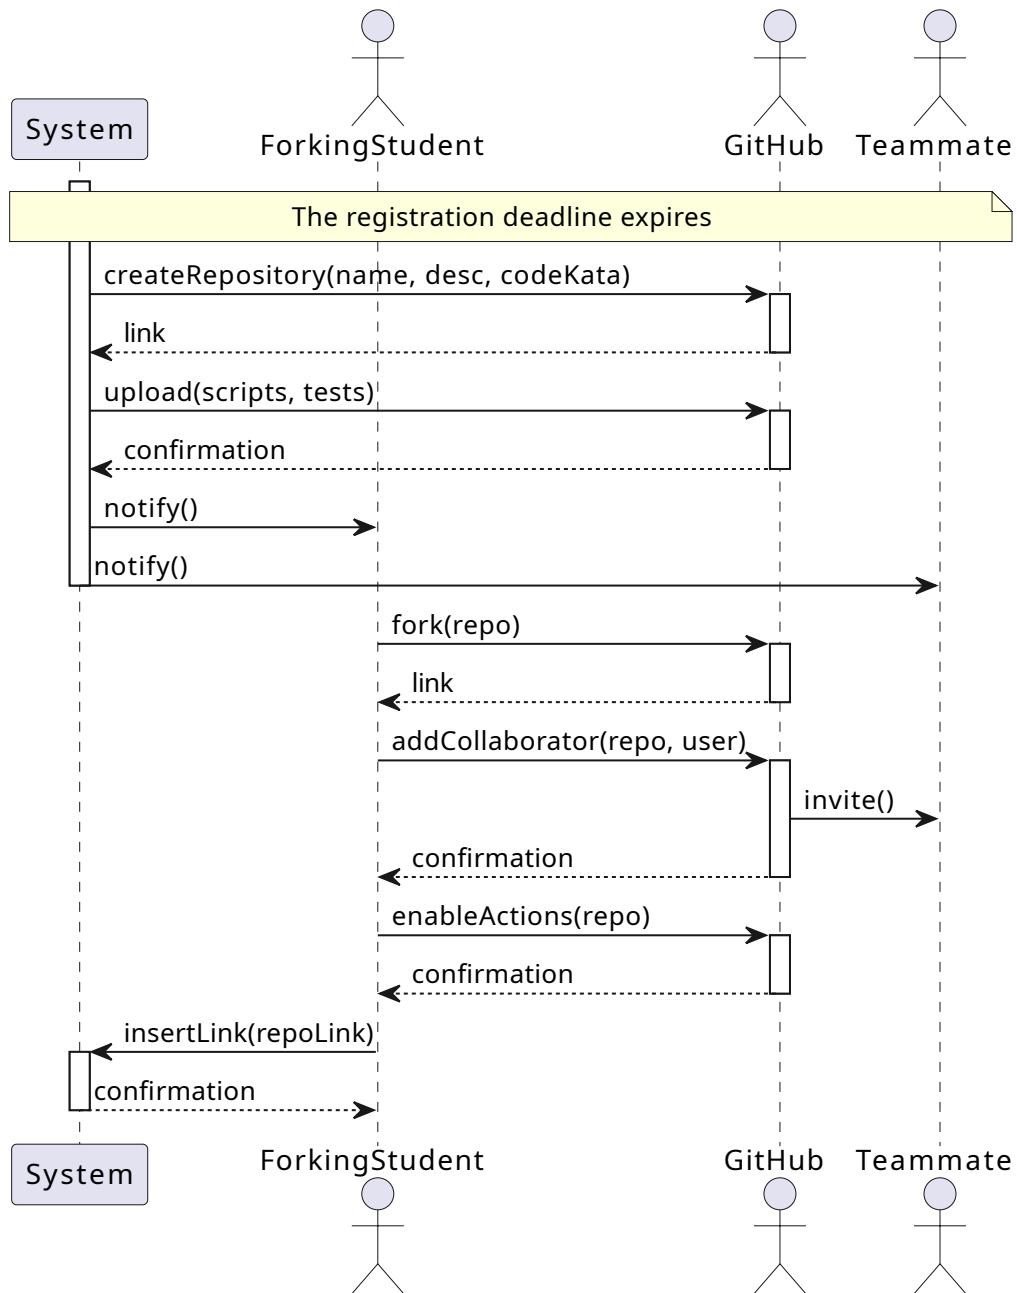 System
ForkingStudent
GitHub
Teammate
The registration deadline expires
createRepository(name, desc, codeKata)
link
upload(scripts, tests)
confirmation
notify()
notify()
fork(repo)
link
addCollaborator(repo, user)
invite()
confirmation
enableActions(repo)
confirmation
insertLink(repoLink)
confirmation
System
ForkingStudent
GitHub
Teammate